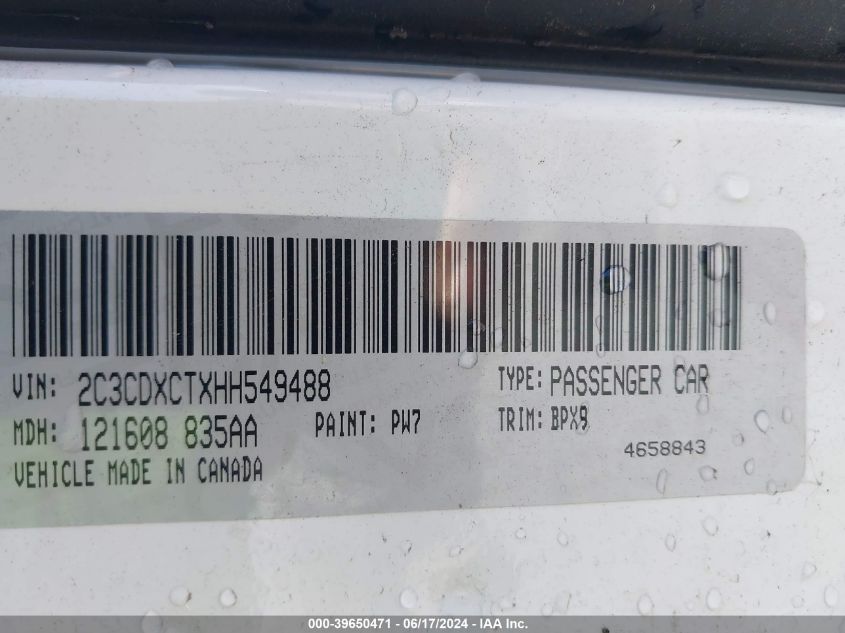 VIN: 2C3CDXCTXHH549488 TYPE: PASSENGER CAR
MDH: 121608 835AA PAINT: PW7 TRIM: BPX9
4658843
VEHICLE MADE IN CANADA
000-39650471 - 06/17/2024 - IAA Inc.